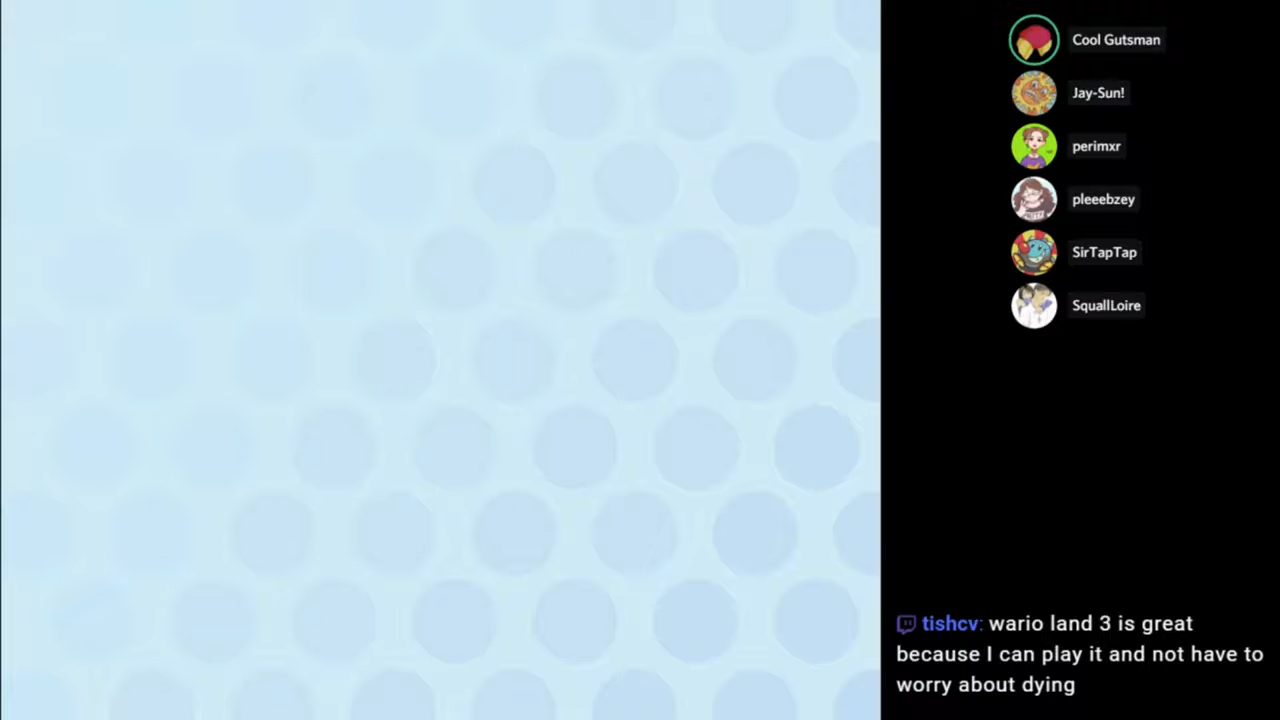 Cool Gutsman
Jay-Sun!
perimxr
pleeebzey
SirTapTap
SquallLoire
tishcv: wario land 3 is great
because I can play it and not have to
worry about dying